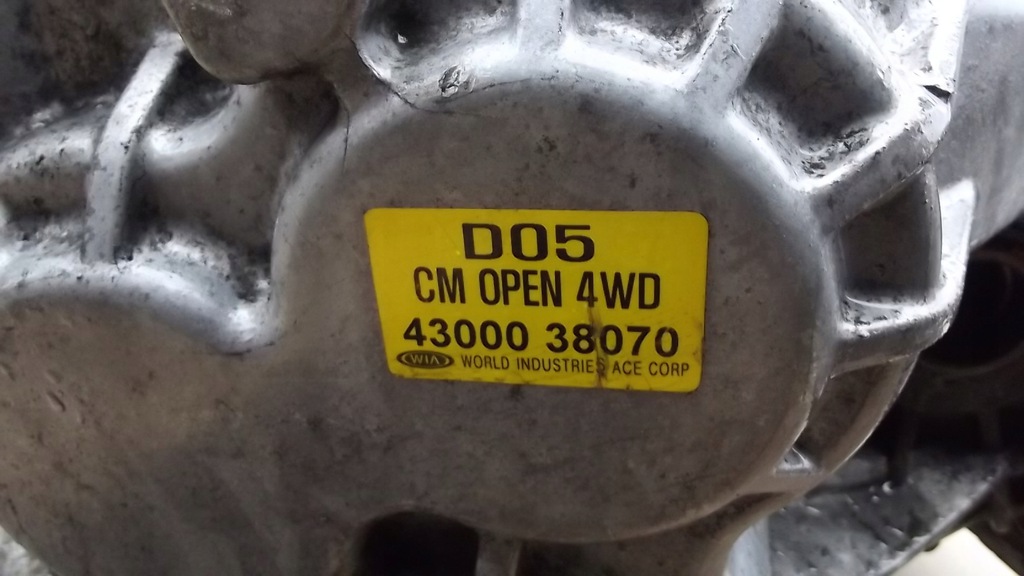 D05
CM OPEN 4WD
43000 38070
WIA WORLD INDUSTRIES ACE CORP